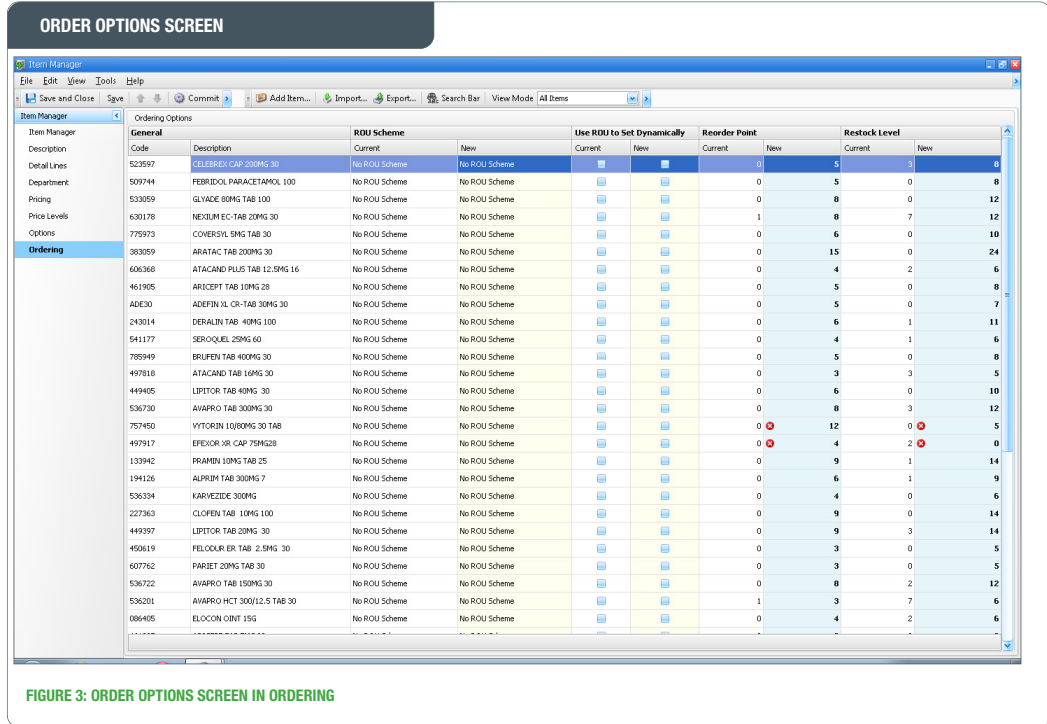 ORDER OPTIONS SCREEN
Item Manager
File Edit View Tools Help
Save and Close Save Commit Add Item... Import... Export... Search Bar View Mode All Items
Item Manager
Item Manager
Description
Detail Lines
Department
Pricing
Price Levels
Options
Ordering
Ordering Options
General ROU Scheme Use ROU to Set Dynamically Reorder Point Restock Level
Code Description Current New Current New Current New Current New
523597 CELEBREX CAP 200MG 30 No ROU Scheme No ROU Scheme 0 5 3 8
509744 FEBRIDOL PARACETAMOL 100 No ROU Scheme No ROU Scheme 0 5 0 8
533059 GLYADE 80MG TAB 100 No ROU Scheme No ROU Scheme 0 8 0 12
630178 NEXIUM EC-TAB 20MG 30 No ROU Scheme No ROU Scheme 1 8 7 12
775973 COVERSYL 5MG TAB 30 No ROU Scheme No ROU Scheme 0 6 0 10
383059 ARATAC TAB 200MG 30 No ROU Scheme No ROU Scheme 0 15 0 24
606368 ATACAND PLUS TAB 12.5MG 16 No ROU Scheme No ROU Scheme 0 4 2 6
461905 ARICEPT TAB 10MG 28 No ROU Scheme No ROU Scheme 0 5 0 8
ADE30 ADEFIN XL CR-TAB 30MG 30 No ROU Scheme No ROU Scheme 0 5 0 7
243014 DERALIN TAB 40MG 100 No ROU Scheme No ROU Scheme 0 6 1 11
541177 SEROQUEL 25MG 60 No ROU Scheme No ROU Scheme 0 4 1 6
785949 BRUFEN TAB 400MG 30 No ROU Scheme No ROU Scheme 0 5 0 8
497818 ATACAND TAB 16MG 30 No ROU Scheme No ROU Scheme 0 3 3 5
449405 LIPITOR TAB 40MG 30 No ROU Scheme No ROU Scheme 0 6 0 10
536730 AVAPRO TAB 300MG 30 No ROU Scheme No ROU Scheme 0 8 3 12
757450 VYTORIN 10/80MG 30 TAB No ROU Scheme No ROU Scheme 0 12 0 5
497917 EFEXOR XR CAP 75MG28 No ROU Scheme No ROU Scheme 0 4 2 0
133942 PRAMIN 10MG TAB 25 No ROU Scheme No ROU Scheme 0 9 1 14
194126 ALPRIM TAB 300MG 7 No ROU Scheme No ROU Scheme 0 6 1 9
536334 KARVEZIDE 300MG No ROU Scheme No ROU Scheme 0 4 0 6
227363 CLOFEN TAB 10MG 100 No ROU Scheme No ROU Scheme 0 9 0 14
449397 LIPITOR TAB 20MG 30 No ROU Scheme No ROU Scheme 0 9 3 14
450619 FELODUR ER TAB 2.5MG 30 No ROU Scheme No ROU Scheme 0 3 0 5
607762 PARIET 20MG TAB 30 No ROU Scheme No ROU Scheme 0 3 0 5
536722 AVAPRO TAB 150MG 30 No ROU Scheme No ROU Scheme 0 8 2 12
536201 AVAPRO HCT 300/12.5 TAB 30 No ROU Scheme No ROU Scheme 1 3 7 6
086405 ELOCON OINT 15G No ROU Scheme No ROU Scheme 0 4 2 6
FIGURE 3: ORDER OPTIONS SCREEN IN ORDERING